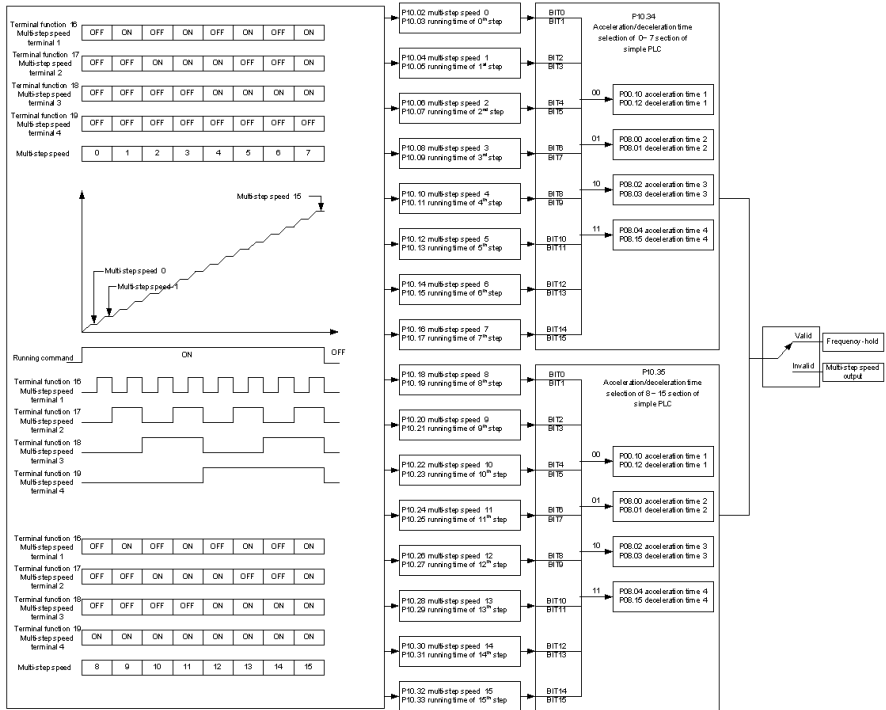 Terminal function 16
Multi-step speed
terminal 1
OFF ON OFF ON OFF ON OFF ON
Terminal function 17
Multi-step speed
terminal 2
OFF OFF ON ON OFF OFF ON ON
Terminal function 18
Multi-step speed
terminal 3
OFF OFF OFF OFF ON ON ON ON
Terminal function 19
Multi-step speed
terminal 4
OFF OFF OFF OFF OFF OFF OFF OFF
Multi-step speed
0 1 2 3 4 5 6 7
Multi-step speed 15
Multi-step speed 0
Multi-step speed 1
Running command
ON
OFF
Terminal function 16
Multi-step speed
terminal 1
Terminal function 17
Multi-step speed
terminal 2
Terminal function 18
Multi-step speed
terminal 3
Terminal function 19
Multi-step speed
terminal 4
Terminal function 16
Multi-step speed
terminal 1
OFF ON OFF ON OFF ON OFF ON
Terminal function 17
Multi-step speed
terminal 2
OFF OFF ON ON OFF OFF ON ON
Terminal function 18
Multi-step speed
terminal 3
OFF OFF OFF OFF ON ON ON ON
Terminal function 19
Multi-step speed
terminal 4
ON ON ON ON ON ON ON ON
Multi-step speed
8 9 10 11 12 13 14 15
P10.02 multi-step speed 0
P10.03 running time of 0th step
P10.04 multi-step speed 1
P10.05 running time of 1st step
P10.06 multi-step speed 2
P10.07 running time of 2nd step
P10.08 multi-step speed 3
P10.09 running time of 3rd step
P10.10 multi-step speed 4
P10.11 running time of 4th step
P10.12 multi-step speed 5
P10.13 running time of 5th step
P10.14 multi-step speed 6
P10.15 running time of 6th step
P10.16 multi-step speed 7
P10.17 running time of 7th step
P10.18 multi-step speed 8
P10.19 running time of 8th step
P10.20 multi-step speed 9
P10.21 running time of 9th step
P10.22 multi-step speed 10
P10.23 running time of 10th step
P10.24 multi-step speed 11
P10.25 running time of 11th step
P10.26 multi-step speed 12
P10.27 running time of 12th step
P10.28 multi-step speed 13
P10.29 running time of 13th step
P10.30 multi-step speed 14
P10.31 running time of 14th step
P10.32 multi-step speed 15
P10.33 running time of 15th step
BIT0
BIT1
BIT2
BIT3
BIT4
BIT5
BIT6
BIT7
BIT8
BIT9
BIT10
BIT11
BIT12
BIT13
BIT14
BIT15
P10.34
Acceleration/deceleration time
selection of 0–7 section of
simple PLC
00
P00.10 acceleration time 1
P00.12 deceleration time 1
01
P08.00 acceleration time 2
P08.01 deceleration time 2
10
P08.02 acceleration time 3
P08.03 deceleration time 3
11
P08.04 acceleration time 4
P08.15 deceleration time 4
BIT0
BIT1
BIT2
BIT3
BIT4
BIT5
BIT6
BIT7
BIT8
BIT9
BIT10
BIT11
BIT12
BIT13
BIT14
BIT15
P10.35
Acceleration/deceleration time
selection of 8–15 section of
simple PLC
00
P00.10 acceleration time 1
P00.12 deceleration time 1
01
P08.00 acceleration time 2
P08.01 deceleration time 2
10
P08.02 acceleration time 3
P08.03 deceleration time 3
11
P08.04 acceleration time 4
P08.15 deceleration time 4
Valid
Frequency-hold
Invalid
Multi-step speed
output